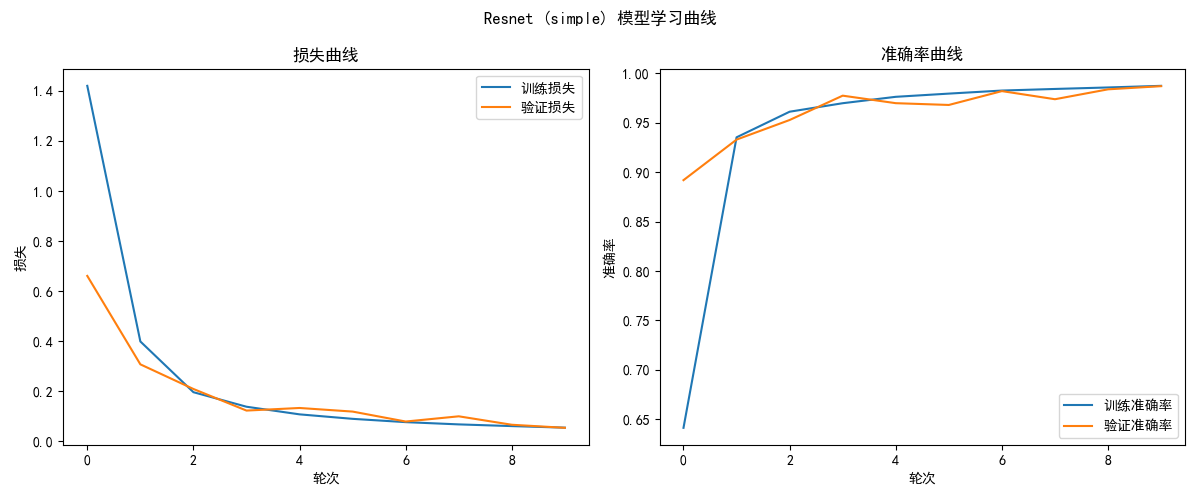 Resnet (simple) 模型学习曲线
损失曲线
训练损失
验证损失
损失
1.4
1.2
1.0
0.8
0.6
0.4
0.2
0.0
0 2 4 6 8
轮次
准确率曲线
准确率
1.00
0.95
0.90
0.85
0.80
0.75
0.70
0.65
训练准确率
验证准确率
0 2 4 6 8
轮次